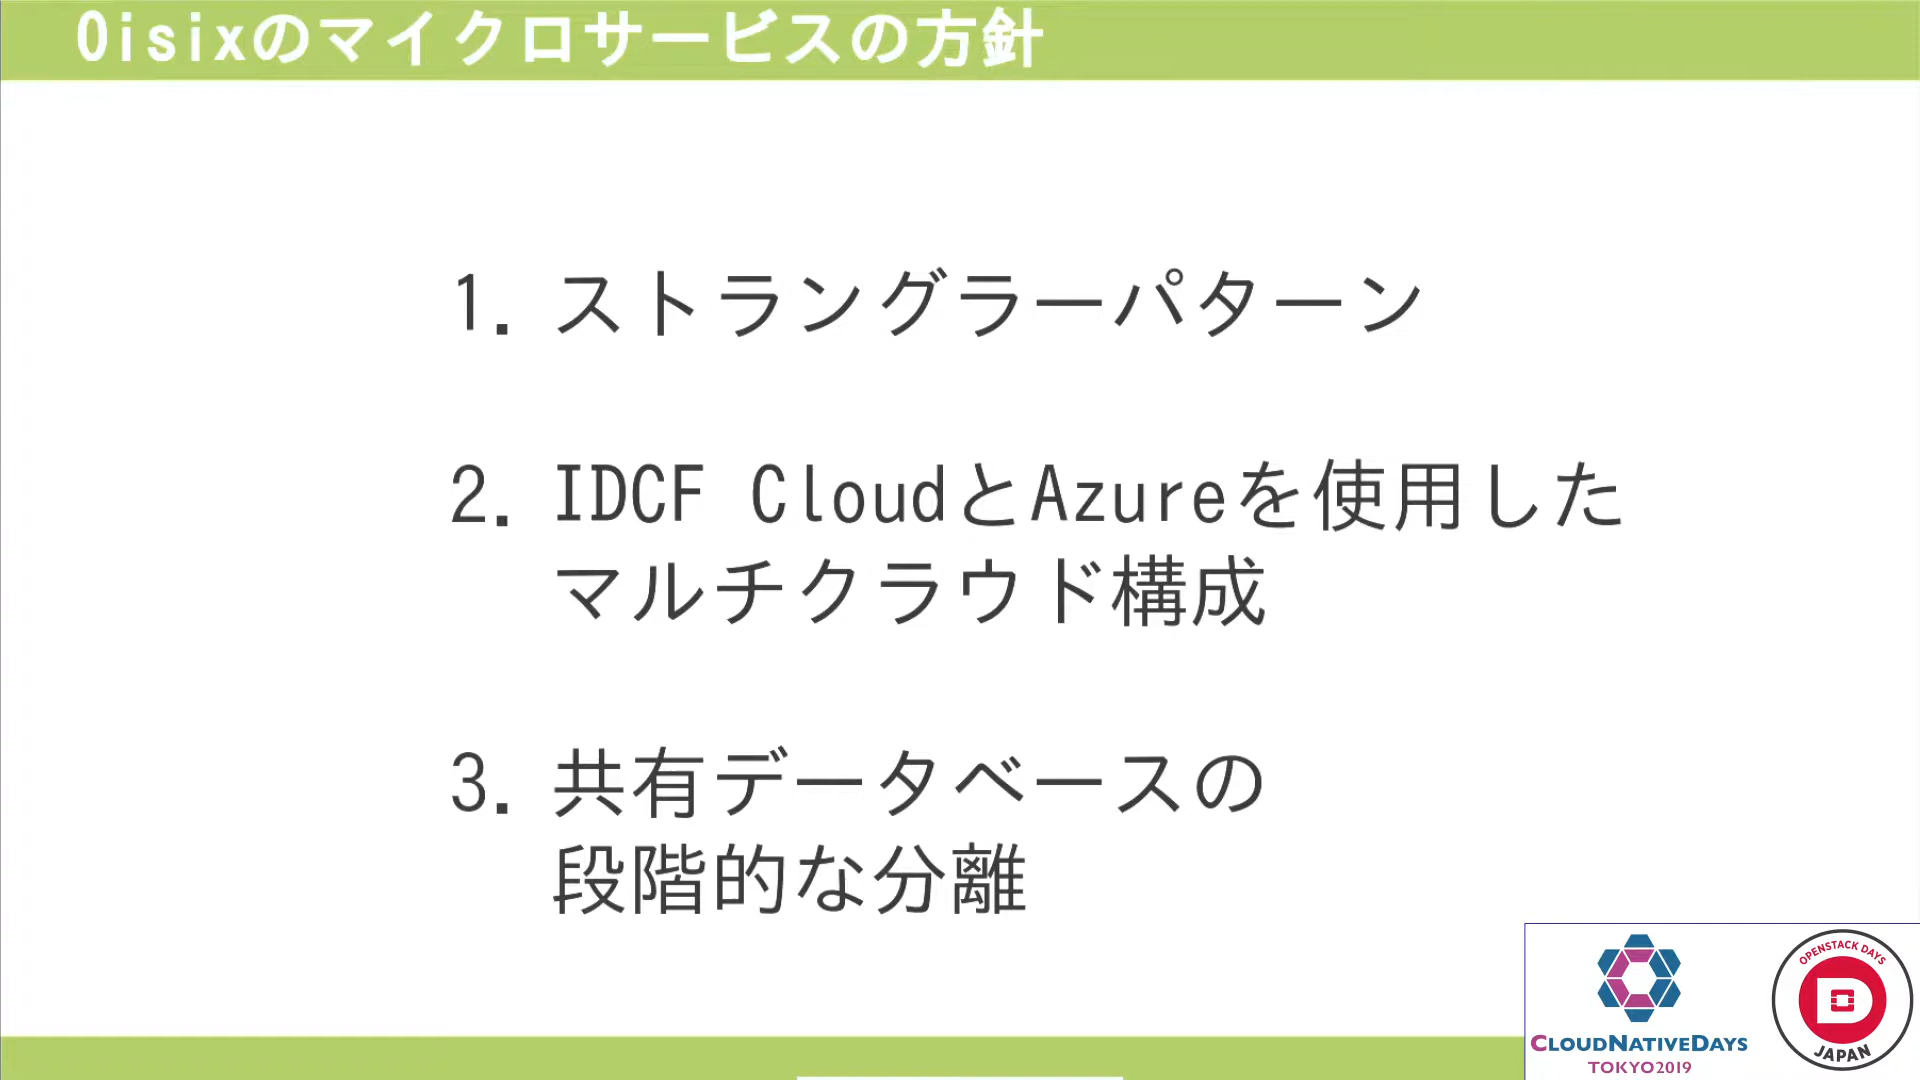 Oisixのマイクロサービスの方針
1. ストラングラーパターン
2. IDCF CloudとAzureを使用した
マルチクラウド構成
3. 共有データベースの
段階的な分離
CLOUDNATIVEDAYS
TOKYO2019
OPENSTACK DAYS
JAPAN